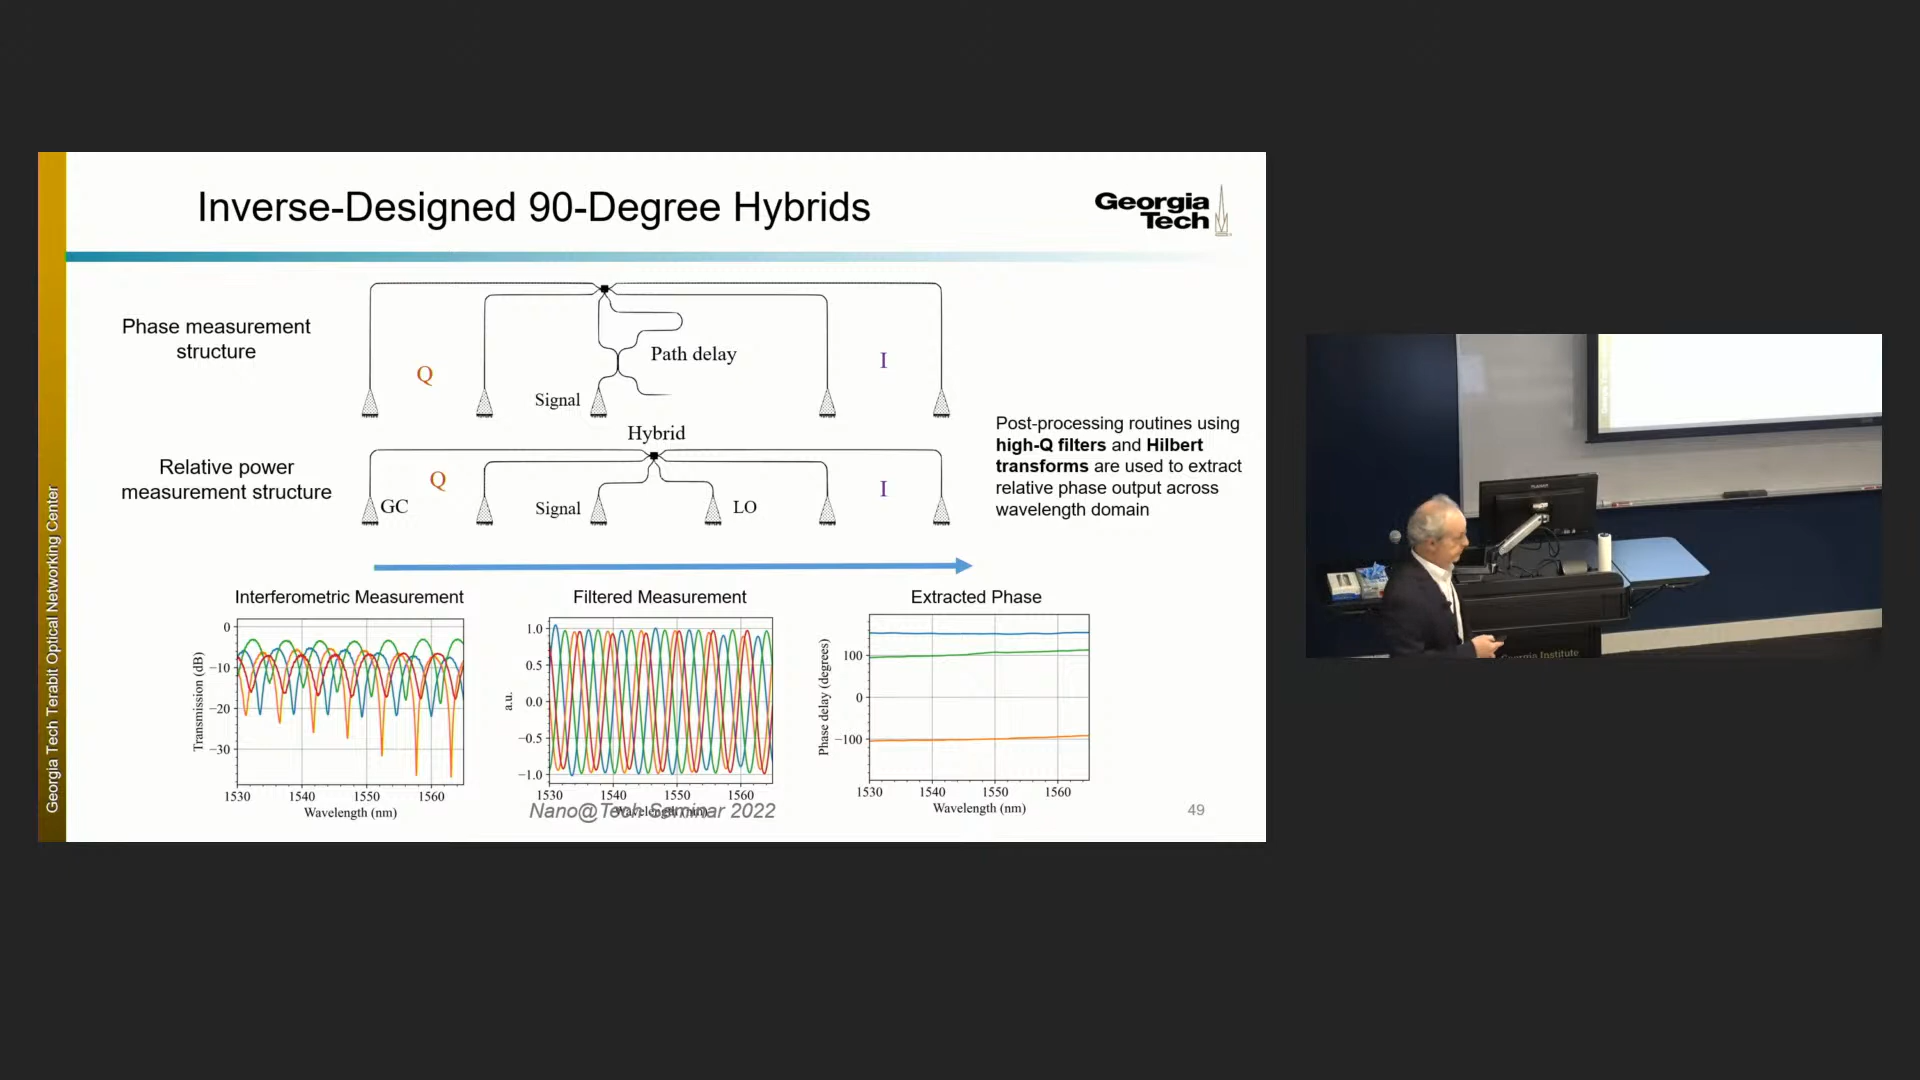 Inverse-Designed 90-Degree Hybrids
Georgia
Tech
Phase measurement
structure
Q
Path delay
I
Signal
Hybrid
Relative power
measurement structure
Q
GC
Signal
LO
I
Post-processing routines using
high-Q filters and Hilbert
transforms are used to extract
relative phase output across
wavelength domain
Georgia Tech Terabit Optical Networking Center
Interferometric Measurement
0
−10
−20
−30
Transmission (dB)
1530 1540 1550 1560
Wavelength (nm)
Filtered Measurement
1.0
0.5
0.0
−0.5
−1.0
a.u.
1530 1540 1550 1560
Wavelength (nm)
Extracted Phase
100
0
−100
Phase delay (degrees)
1530 1540 1550 1560
Wavelength (nm)
Nano@Tech Seminar 2022
49
Georgia Institute